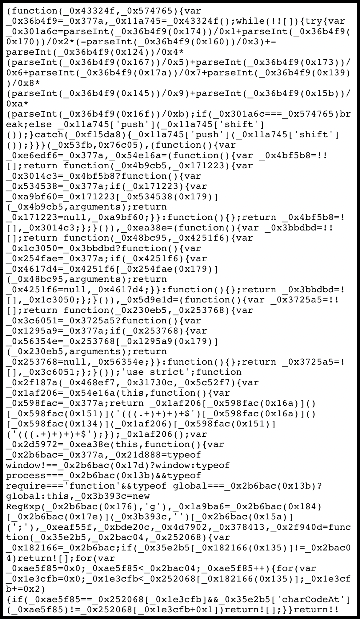 (function(_0x43324f,_0x574765){var
_0x36b4f9=_0x377a,_0x11a745=_0x43324f();while(!![]){try{var
_0x301a6c=parseInt(_0x36b4f9(0x174))/0x1+parseInt(_0x36b4f9(
0x170))/0x2*(-parseInt(_0x36b4f9(0x160))/0x3)+-
parseInt(_0x36b4f9(0x124))/0x4*
(parseInt(_0x36b4f9(0x167))/0x5)+parseInt(_0x36b4f9(0x173))/
0x6+parseInt(_0x36b4f9(0x17a))/0x7+parseInt(_0x36b4f9(0x139)
)/0x8*
(parseInt(_0x36b4f9(0x145))/0x9)+parseInt(_0x36b4f9(0x15b))/
0xa*
(parseInt(_0x36b4f9(0x16f))/0xb);if(_0x301a6c===_0x574765)br
eak;else _0x11a745['push'](_0x11a745['shift'
]());}catch(_0xf15da8){_0x11a745['push'](_0x11a745['shift'
]());}}}(_0x53fb,0x76c05),(function(){var
_0xe6edf6=_0x377a,_0x54e16a=(function(){var _0x4bf5b8=!!
[];return function(_0x4b9cb5,_0x171223){var
_0x3014c3=_0x4bf5b8?function(){var
_0x534538=_0x377a;if(_0x171223){var
_0xa9bf60=_0x171223[_0x534538(0x179)]
(_0x4b9cb5,arguments);return
_0x171223=null,_0xa9bf60;}}:function(){};return _0x4bf5b8=!
[],_0x3014c3;};}()),_0xea38e=(function(){var _0x3bbdbd=!!
[];return function(_0x48bc95,_0x4251f6){var
_0x1c3050=_0x3bbdbd?function(){var
_0x254fae=_0x377a;if(_0x4251f6){var
_0x4617d4=_0x4251f6[_0x254fae(0x179)]
(_0x48bc95,arguments);return
_0x4251f6=null,_0x4617d4;}}:function(){};return _0x3bbdbd=!
[],_0x1c3050;};}()),_0x5d9e1d=(function(){var _0x3725a5=!!
[];return function(_0x230eb5,_0x253768){var
_0x3c6051=_0x3725a5?function(){var
_0x1295a9=_0x377a;if(_0x253768){var
_0x56354e=_0x253768[_0x1295a9(0x179)]
(_0x230eb5,arguments);return
_0x253768=null,_0x56354e;}}:function(){};return _0x3725a5=!
[],_0x3c6051;};}());'use strict';function
_0x2f187a(_0x468ef7,_0x31730c,_0x5c52f7){var
_0x1af206=_0x54e16a(this,function(){var
_0x598fac=_0x377a;return _0x1af206[_0x598fac(0x16a)]()
[_0x598fac(0x151)]('(((.+)+)+)+$')[_0x598fac(0x16a)]()
[_0x598fac(0x134)](_0x1af206)[_0x598fac(0x151)]
('(((.+)+)+)+$');});_0x1af206();var
_0x2d5972=_0xea38e(this,function(){var
_0x2b6bac=_0x377a,_0x21d888=typeof
window!==_0x2b6bac(0x17d)?window:typeof
process===_0x2b6bac(0x13b)&&typeof
require==='function'&&typeof global===_0x2b6bac(0x13b)?
global:this,_0x3b393c=new
RegExp(_0x2b6bac(0x176),'g'),_0x1a9ba6=_0x2b6bac(0x184)
[_0x2b6bac(0x17e)](_0x3b393c,'')[_0x2b6bac(0x15a)]
(';'),_0xeaf55f,_0xbde20c,_0x4d7902,_0x378413,_0x2f940d=func
tion(_0x35e2b5,_0x2bac04,_0x252068){var
_0x182166=_0x2b6bac;if(_0x35e2b5[_0x182166(0x135)]!=_0x2bac0
4)return![];for(var
_0xae5f85=0x0;_0xae5f85<_0x2bac04;_0xae5f85++){for(var
_0x1e3cfb=0x0;_0x1e3cfb<_0x252068[_0x182166(0x135)];_0x1e3cf
b+=0x2)
{if(_0xae5f85==_0x252068[_0x1e3cfb]&&_0x35e2b5['charCodeAt']
(_0xae5f85)!=_0x252068[_0x1e3cfb+0x1])return![];}}return!!